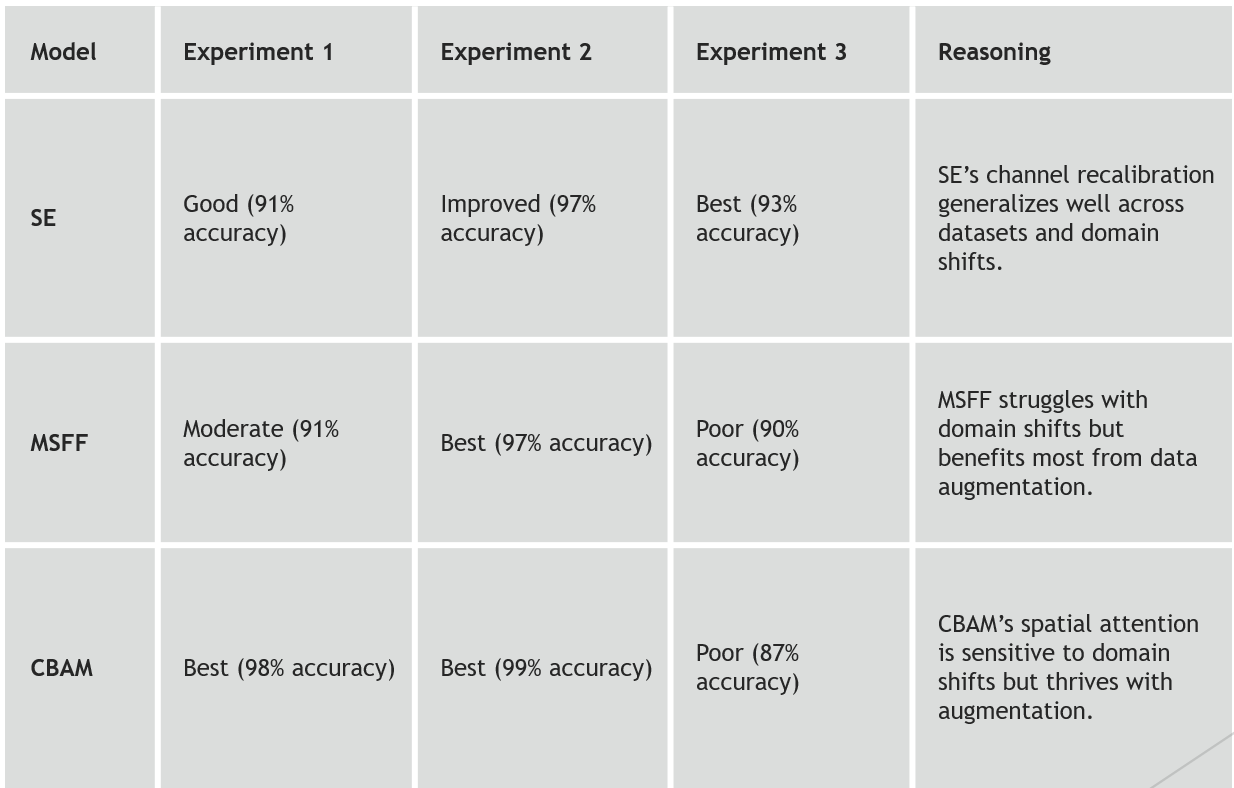 Model Experiment 1 Experiment 2 Experiment 3 Reasoning
SE
Good (91%
accuracy)
Improved (97%
accuracy)
Best (93%
accuracy)
SE’s channel recalibration
generalizes well across
datasets and domain
shifts.
MSFF
Moderate (91%
accuracy)
Best (97% accuracy)
Poor (90%
accuracy)
MSFF struggles with
domain shifts but
benefits most from data
augmentation.
CBAM
Best (98% accuracy)
Best (99% accuracy)
Poor (87%
accuracy)
CBAM’s spatial attention
is sensitive to domain
shifts but thrives with
augmentation.